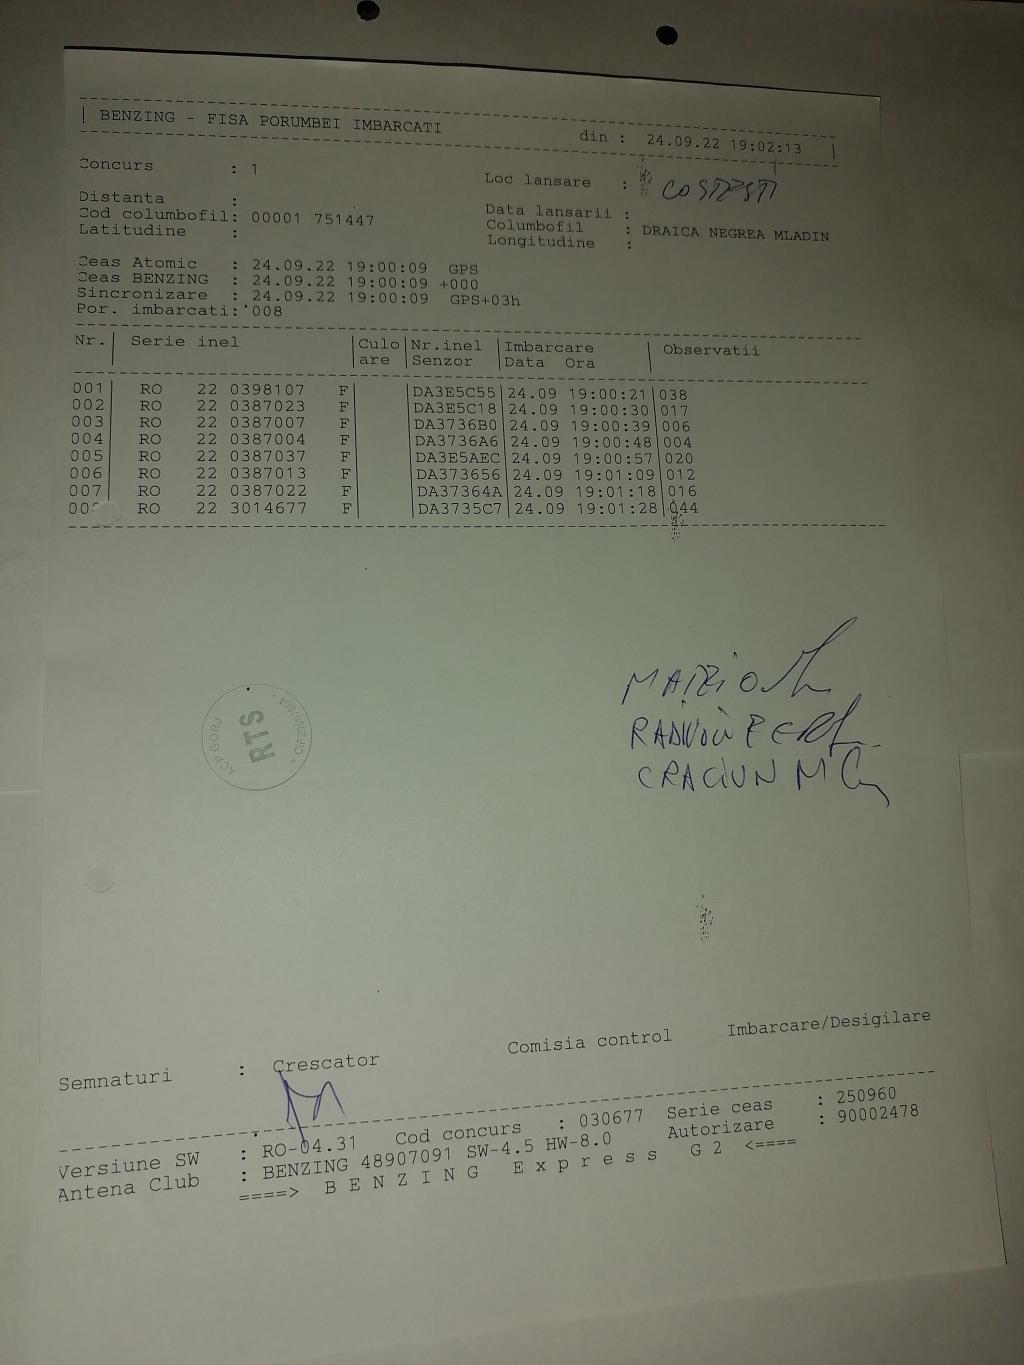 BENZING - FISA PORUMBEI IMBARCATI din : 24.09.22 19:02:13
Concurs : 1 Loc lansare : COSTESTI
Distanta : Data lansarii :
Cod columbofil: 00001 751447 Columbofil : DRAICA NEGREA MLADIN
Latitudine : Longitudine :
Ceas Atomic : 24.09.22 19:00:09 GPS
Ceas BENZING : 24.09.22 19:00:09 +000
Sincronizare : 24.09.22 19:00:09 GPS+03h
Por. imbarcati: 008
Nr. Serie inel Culo Nr.inel Imbarcare Observatii
are Senzor Data Ora
001 RO 22 0398107 F DA3E5C55 24.09 19:00:21 038
002 RO 22 0387023 F DA3E5C18 24.09 19:00:30 017
003 RO 22 0387007 F DA3736B0 24.09 19:00:39 006
004 RO 22 0387004 F DA3736A6 24.09 19:00:48 004
005 RO 22 0387037 F DA3E5AEC 24.09 19:00:57 020
006 RO 22 0387013 F DA373656 24.09 19:01:09 012
007 RO 22 0387022 F DA37364A 24.09 19:01:18 016
00 RO 22 3014677 F DA3735C7 24.09 19:01:28 044
ACP GORJ
RTS
CRACIUN M
Semnaturi : Crescator Comisia control Imbarcare/Desigilare
Versiune SW : RO-04.31 Cod concurs : 030677 Serie ceas : 250960
Antena Club : BENZING 48907091 SW-4.5 HW-8.0 Autorizare : 90002478
====> B E N Z I N G E x p r e s s G 2 <====